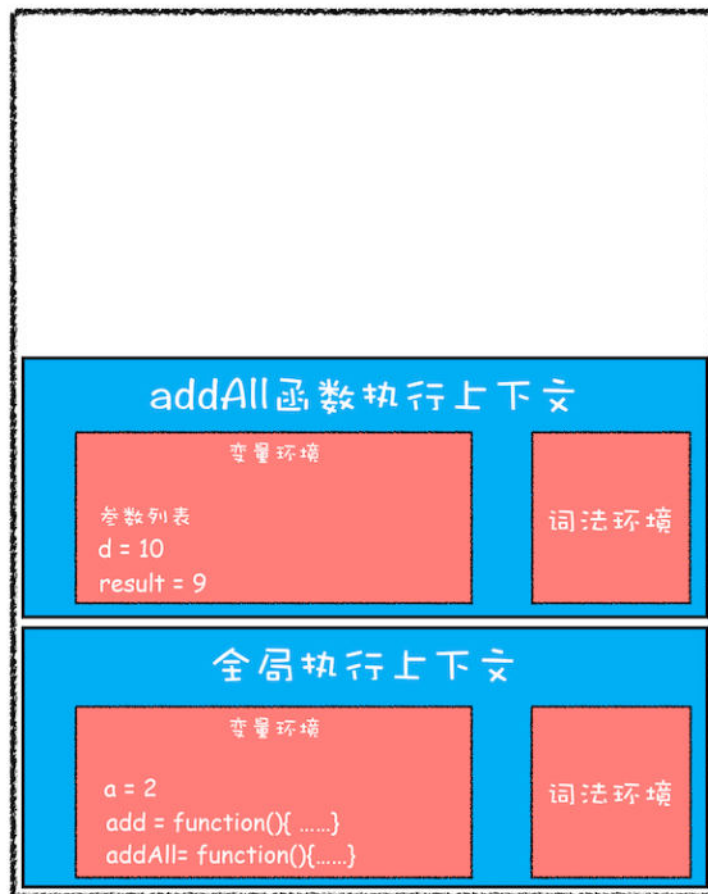 addAll函数执行上下文
变量环境
参数列表
d = 10
result = 9
词法环境
全局执行上下文
变量环境
a = 2
add = function(){ ......}
addAll= function(){......}
词法环境